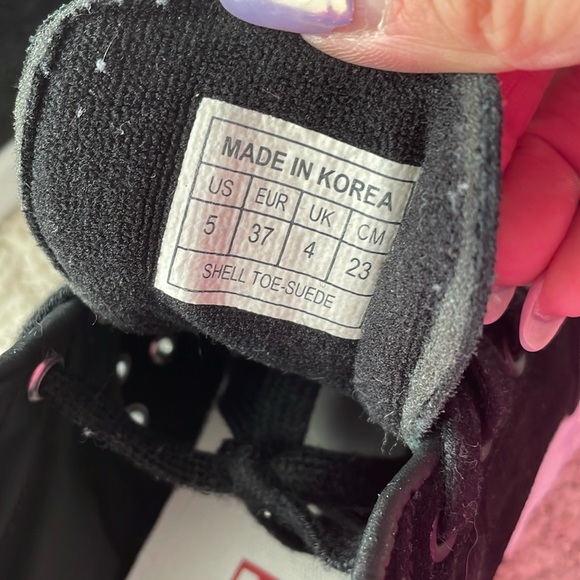 MADE IN KOREA
US EUR UK CM
5 37 4 23
SHELL TOE-SUEDE